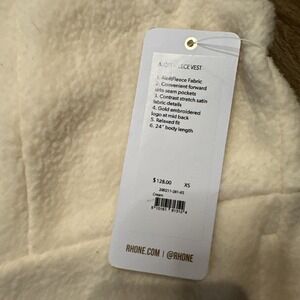 VEST
1. Fleece Fabric
2. Convenient forward
seam pockets
3. Contrast stretch satin
fabric details
4. Gold embroidered
logo at mid back
5. Relaxed fit
6. 24" body length
$128.00 XS
Cream
RHONE.COM | @RHONE